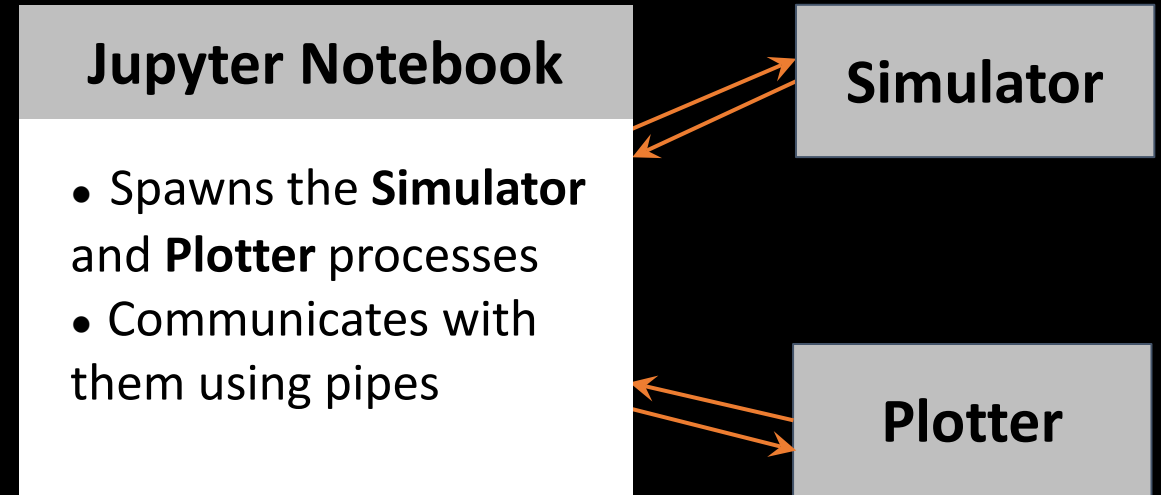 Jupyter Notebook
Simulator
• Spawns the Simulator
and Plotter processes
• Communicates with
them using pipes
Plotter